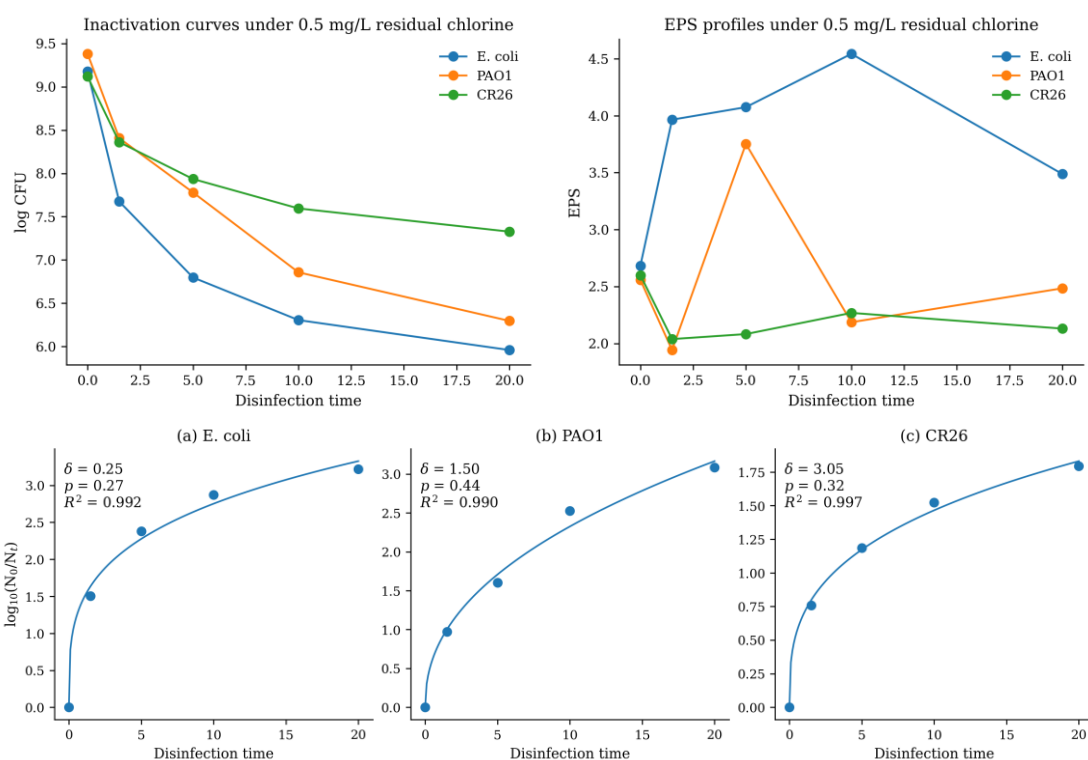 Inactivation curves under 0.5 mg/L residual chlorine
9.5
9.0
8.5
8.0
7.5
7.0
6.5
6.0
log CFU
E. coli
PAO1
CR26
0.0 2.5 5.0 7.5 10.0 12.5 15.0 17.5 20.0
Disinfection time
EPS profiles under 0.5 mg/L residual chlorine
4.5
4.0
3.5
3.0
2.5
2.0
EPS
E. coli
PAO1
CR26
0.0 2.5 5.0 7.5 10.0 12.5 15.0 17.5 20.0
Disinfection time
(a) E. coli
δ = 0.25
p = 0.27
R² = 0.992
3.0
2.5
2.0
1.5
1.0
0.5
0.0
log₁₀(N₀/Nₜ)
0 5 10 15 20
Disinfection time
(b) PAO1
δ = 1.50
p = 0.44
R² = 0.990
3.0
2.5
2.0
1.5
1.0
0.5
0.0
0 5 10 15 20
Disinfection time
(c) CR26
δ = 3.05
p = 0.32
R² = 0.997
1.75
1.50
1.25
1.00
0.75
0.50
0.25
0.00
0 5 10 15 20
Disinfection time